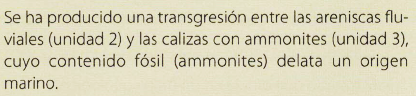 Se ha producido una transgresión entre las areniscas flu-
viales (unidad 2) y las calizas con ammonites (unidad 3),
cuyo contenido fósil (ammonites) delata un origen
marino.